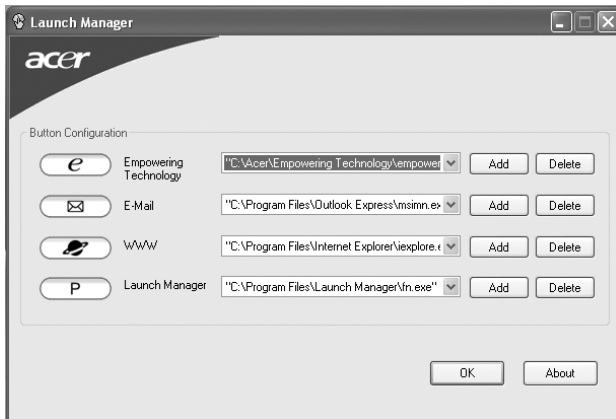 Launch Manager
acer
Button Configuration
e Empowering Technology "C:\Acer\Empowering Technology\empower Add Delete
E-Mail "C:\Program Files\Outlook Express\msimn.ex Add Delete
WWW "C:\Program Files\Internet Explorer\iexplore.e Add Delete
P Launch Manager "C:\Program Files\Launch Manager\fn.exe" Add Delete
OK About